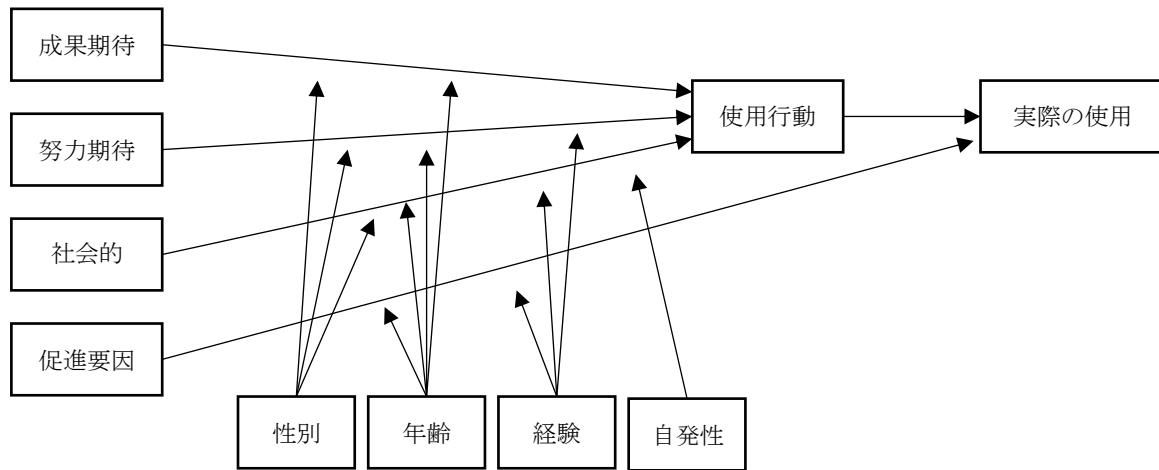 成果期待
努力期待
社会的
促進要因
使用行動
実際の使用
性別
年齢
経験
自発性